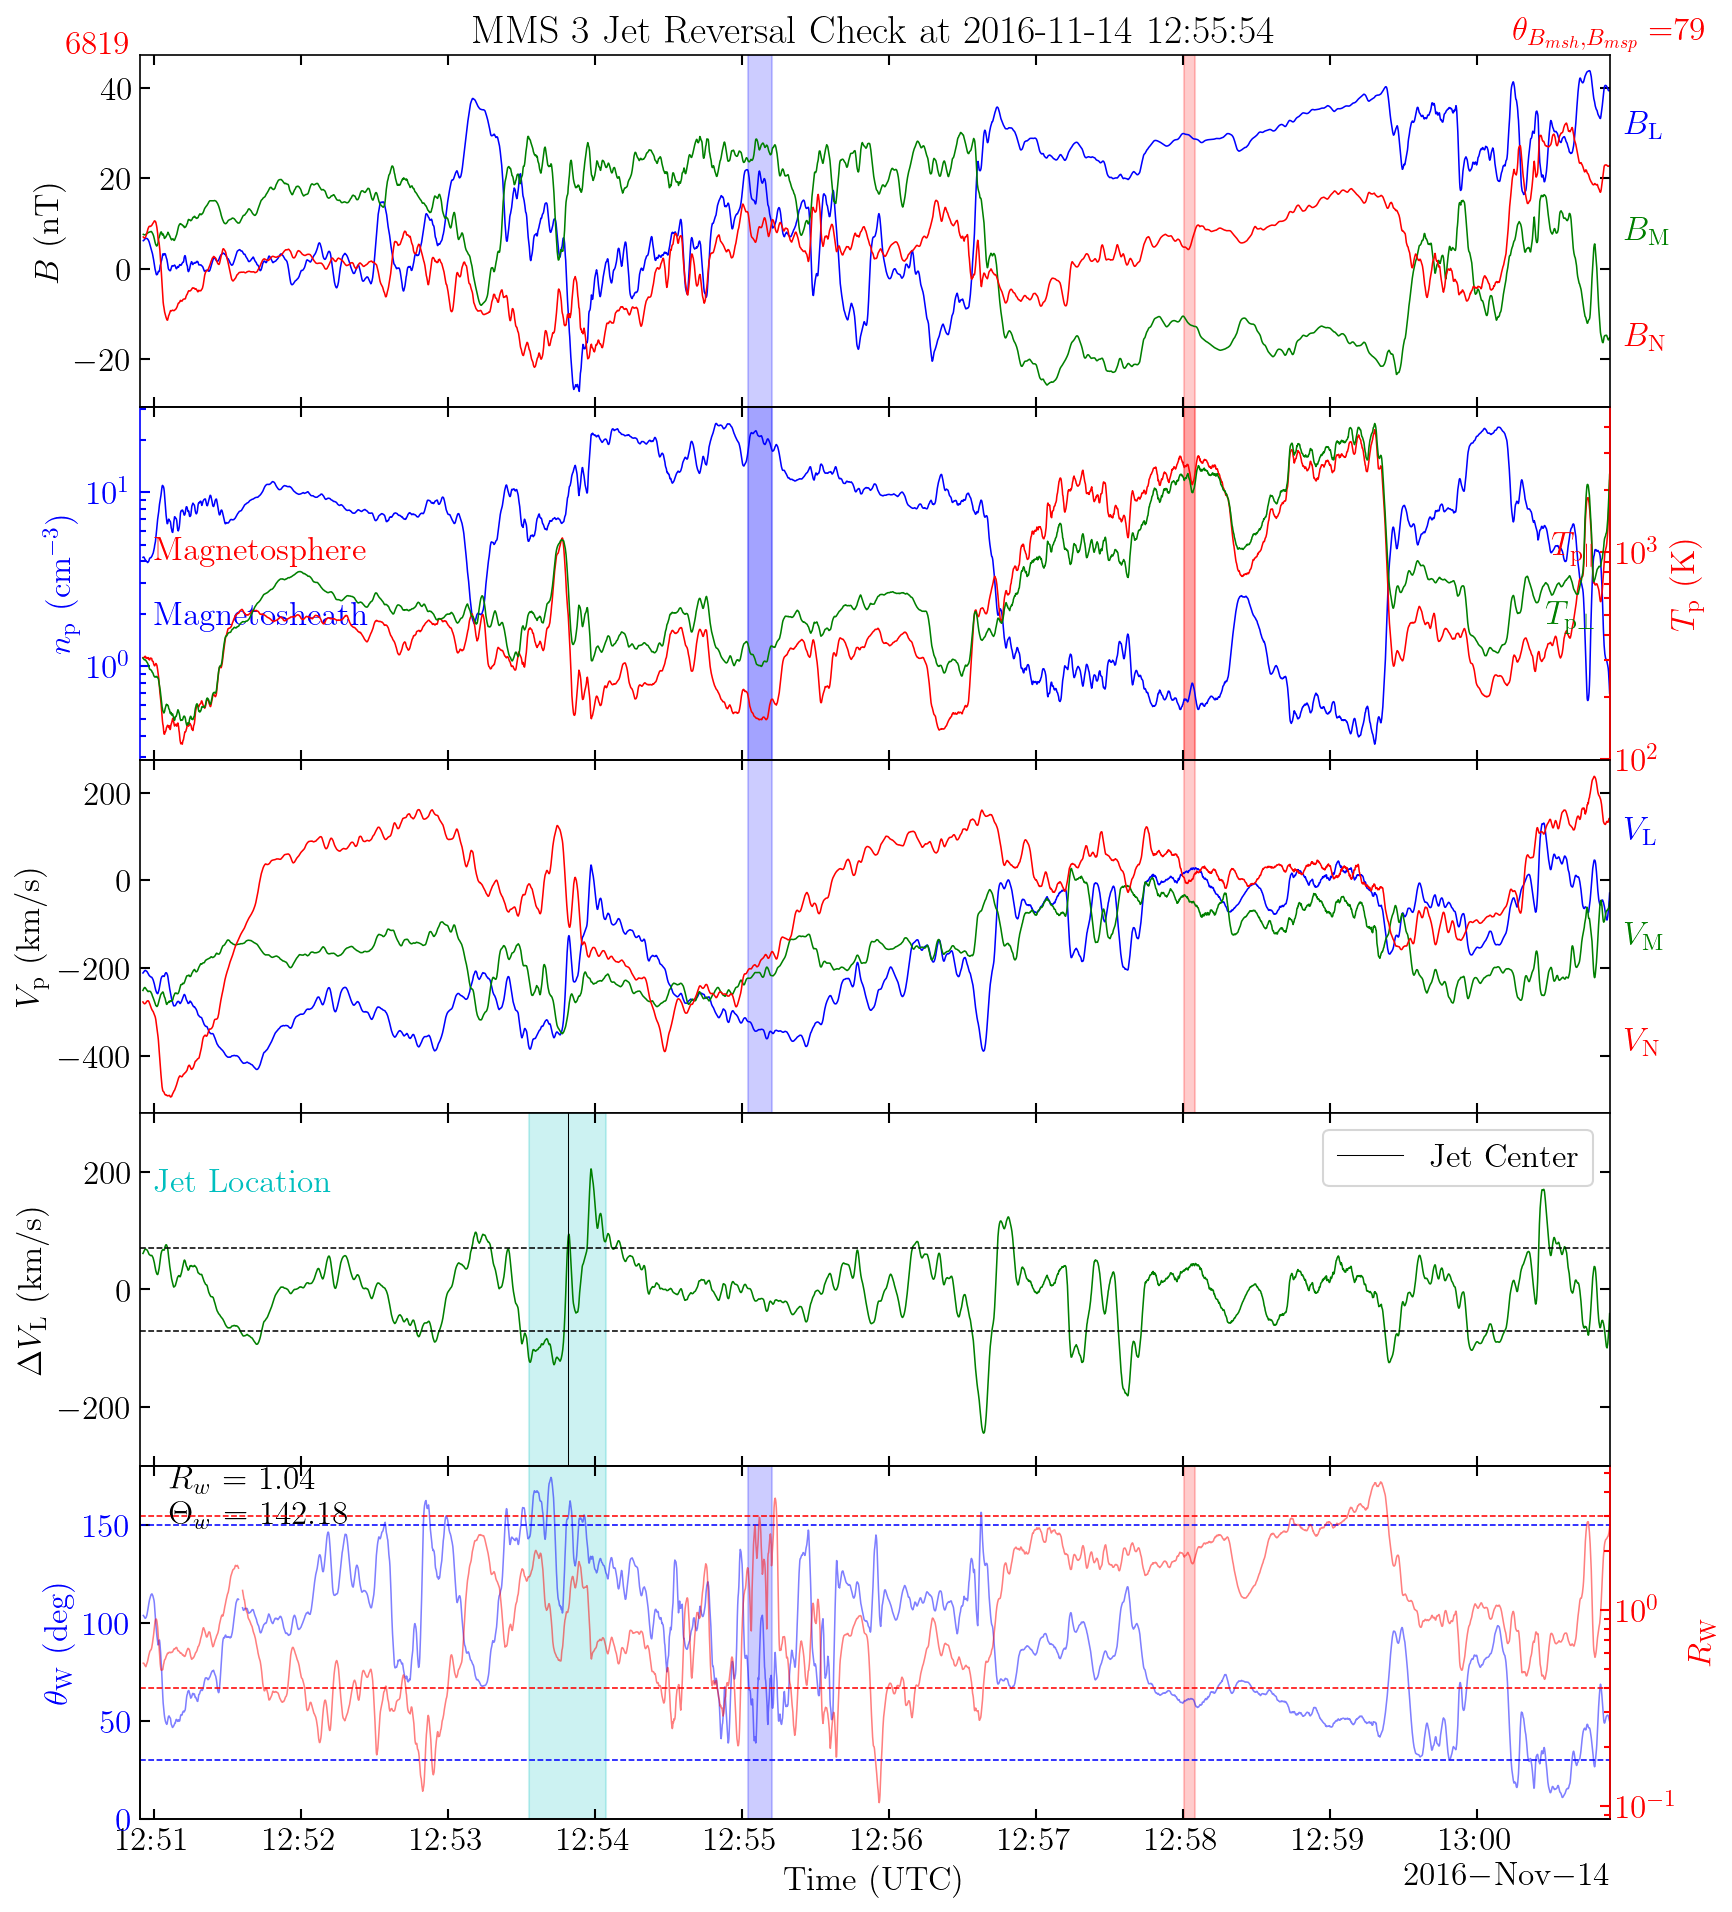 MMS 3 Jet Reversal Check at 2016-11-14 12:55:54
6819
θ_{B_{msh},B_{msp}} =79
40
20
0
−20
B (nT)
B_L
B_M
B_N
10^1
10^0
n_p (cm^{−3})
Magnetosphere
Magnetosheath
T_{p∥}
T_{p⊥}
10^3
10^2
T_p (K)
200
0
−200
−400
V_p (km/s)
V_L
V_M
V_N
200
0
−200
ΔV_L (km/s)
Jet Location
Jet Center
R_w = 1.04
Θ_w = 142.18
150
100
50
0
θ_W (deg)
10^0
10^{−1}
R_W
12:51 12:52 12:53 12:54 12:55 12:56 12:57 12:58 12:59 13:00
Time (UTC)
2016−Nov−14